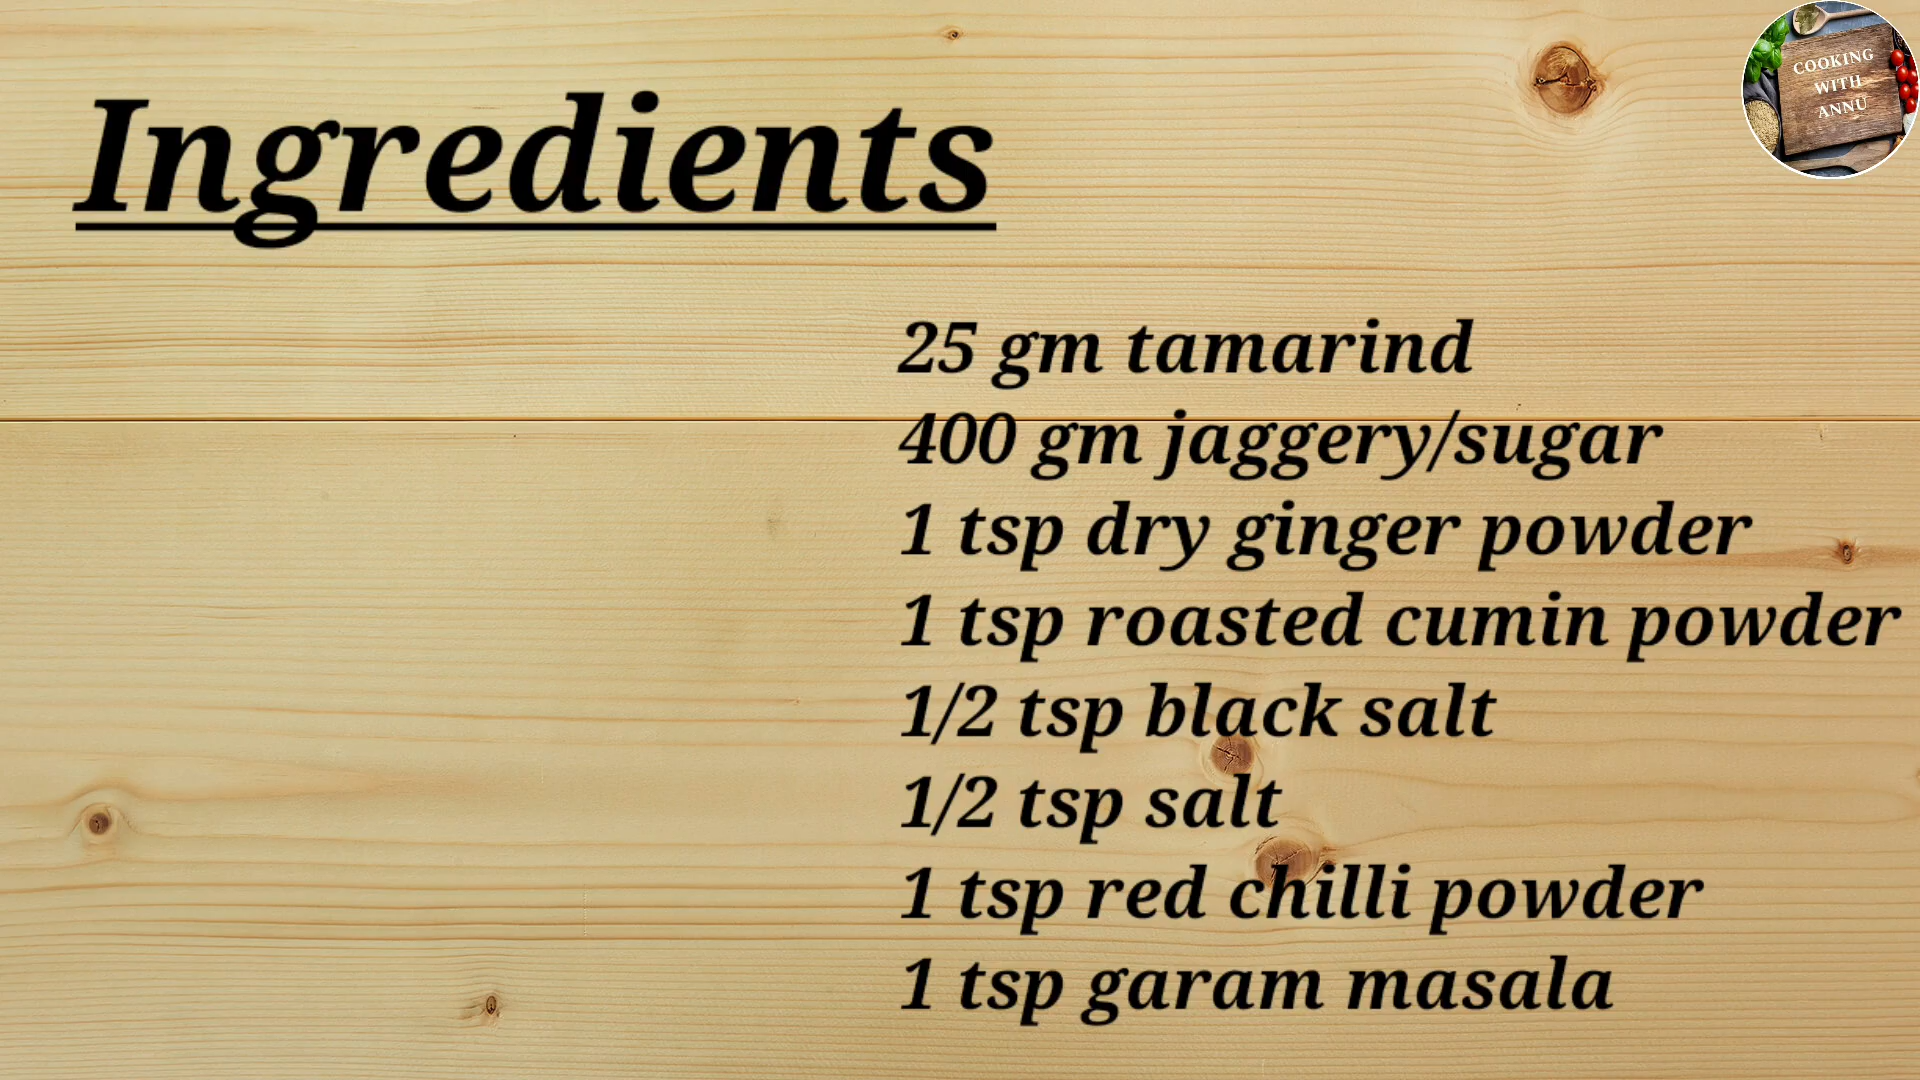 COOKING
WITH
ANNU
Ingredients
25 gm tamarind
400 gm jaggery/sugar
1 tsp dry ginger powder
1 tsp roasted cumin powder
1/2 tsp black salt
1/2 tsp salt
1 tsp red chilli powder
1 tsp garam masala